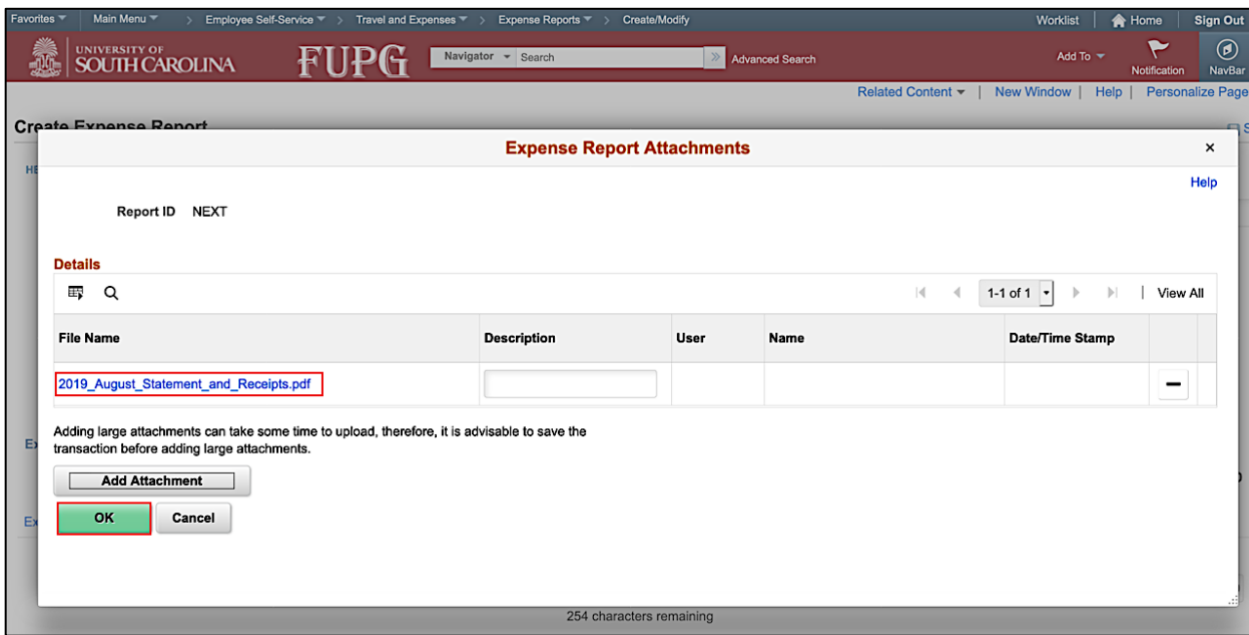 Favorites Main Menu > Employee Self-Service > Travel and Expenses > Expense Reports > Create/Modify Worklist Home Sign Out
UNIVERSITY OF
SOUTH CAROLINA
FUPG
Navigator Search >> Advanced Search
Add To
Notification
NavBar
Related Content | New Window | Help | Personalize Page
Create Expense Report
Expense Report Attachments ×
Help
Report ID NEXT
Details
1-1 of 1 | View All
File Name Description User Name Date/Time Stamp
2019_August_Statement_and_Receipts.pdf
Adding large attachments can take some time to upload, therefore, it is advisable to save the
transaction before adding large attachments.
Add Attachment
OK Cancel
254 characters remaining